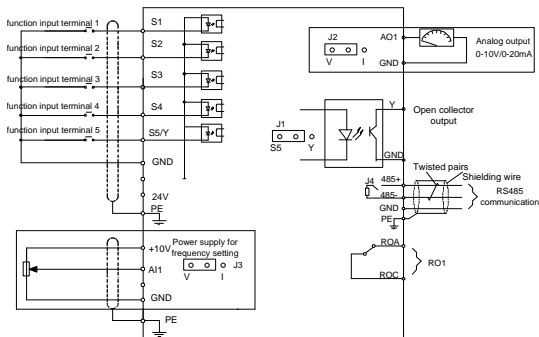 function input terminal 1
S1
function input terminal 2
S2
function input terminal 3
S3
function input terminal 4
S4
function input terminal 5
S5/Y
GND
24V
PE
+10V
Power supply for
frequency setting
J3
V I
AI1
GND
PE
J2
V I
AO1
GND
Analog output
0-10V/0-20mA
J1
S5 Y
Y
GND
Open collector
output
Twisted pairs
Shielding wire
J4
485+
485-
GND
PE
RS485
communication
ROA
ROC
RO1